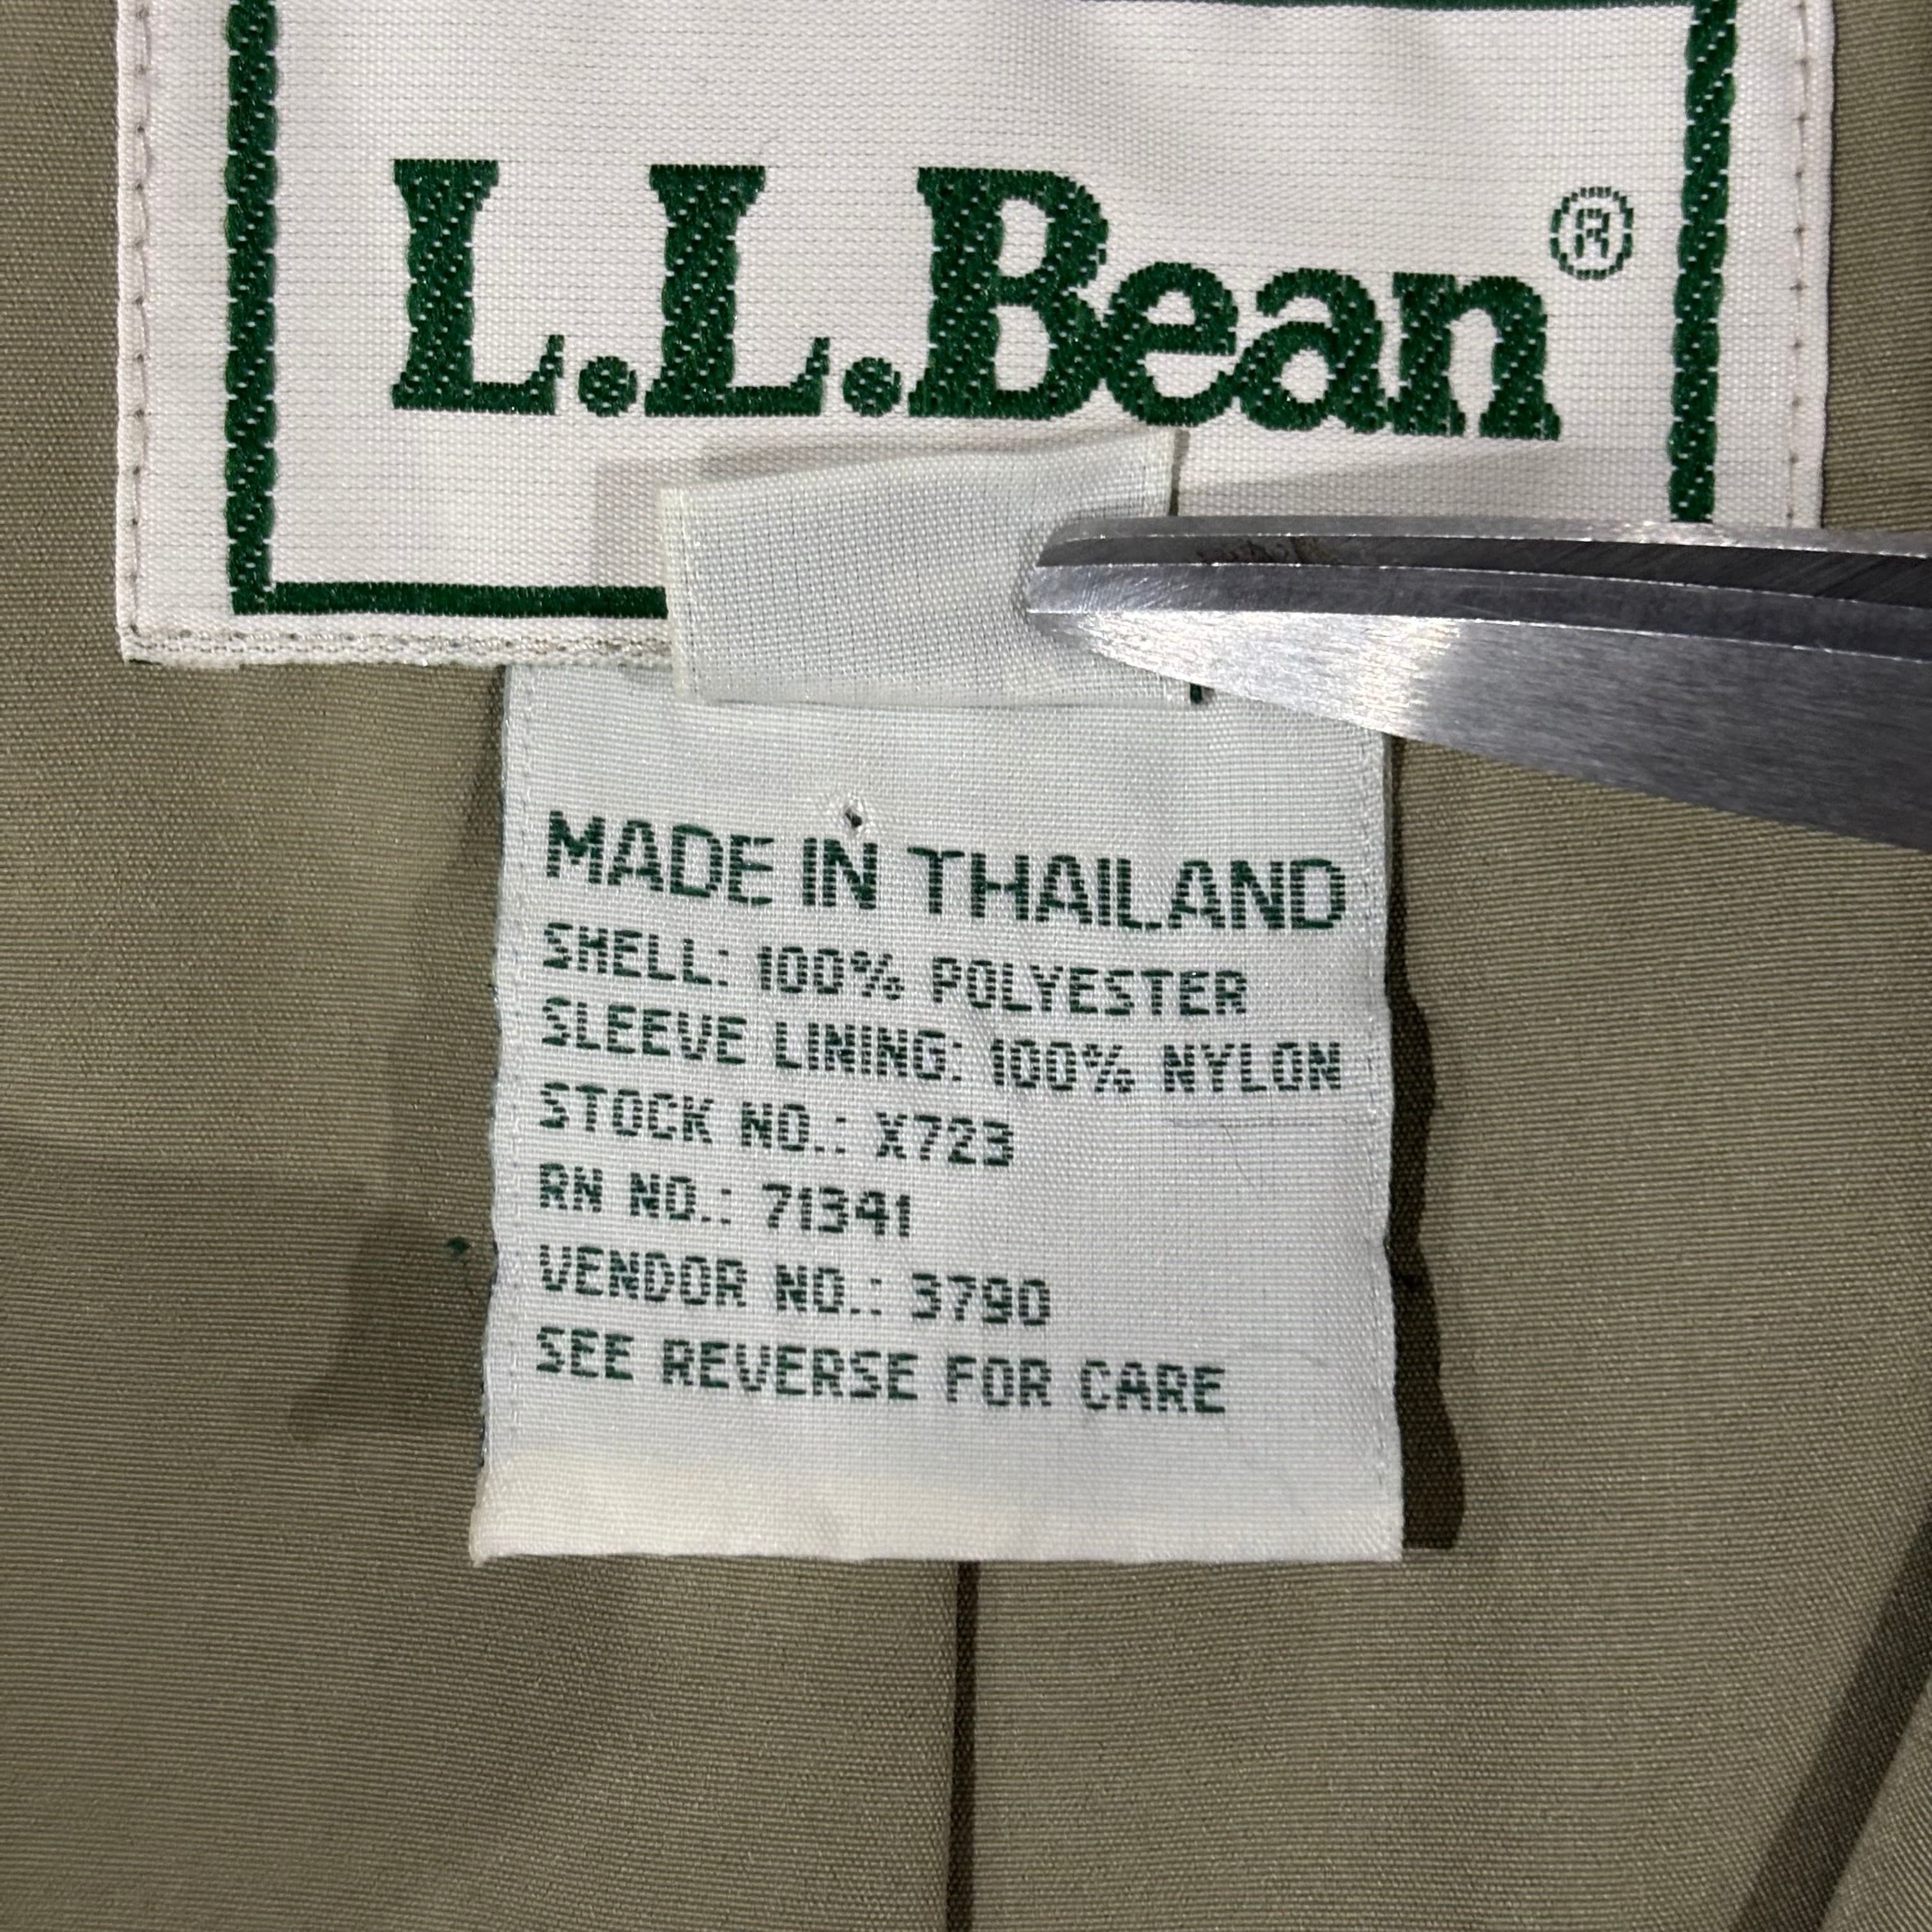 L.L.Bean®
MADE IN THAILAND
SHELL: 100% POLYESTER
SLEEVE LINING: 100% NYLON
STOCK NO.: X723
RN NO.: 71341
VENDOR NO.: 3790
SEE REVERSE FOR CARE